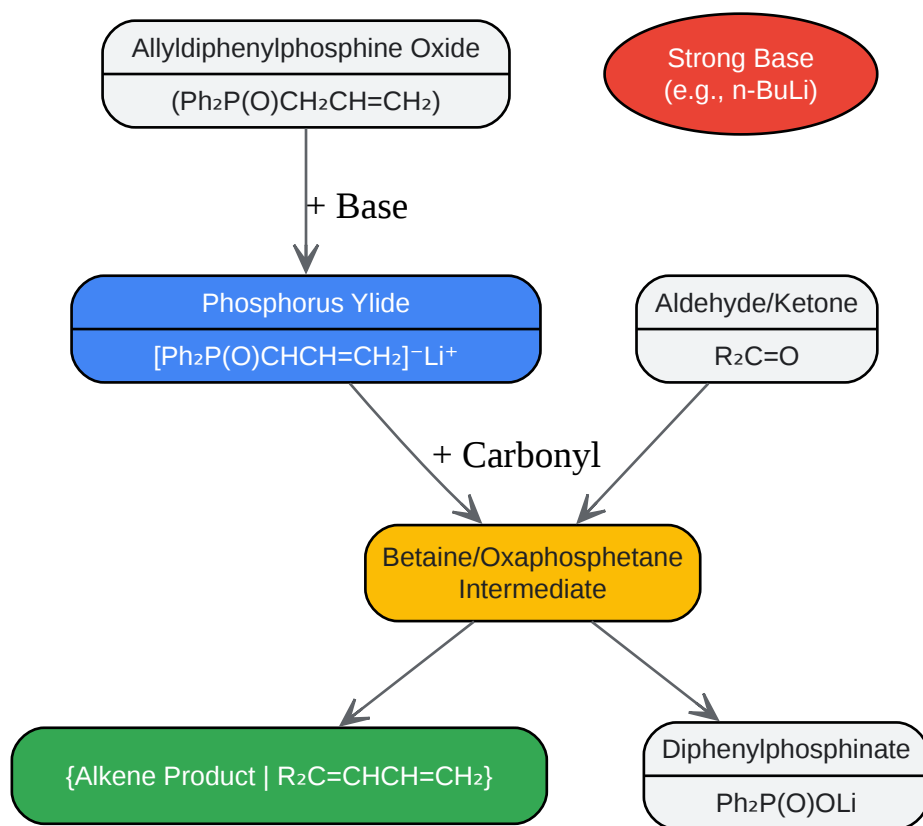 Allyldiphenylphosphine Oxide
(Ph₂P(O)CH₂CH=CH₂)
Strong Base
(e.g., n-BuLi)
+ Base
Phosphorus Ylide
[Ph₂P(O)CHCH=CH₂]⁻Li⁺
Aldehyde/Ketone
R₂C=O
+ Carbonyl
Betaine/Oxaphosphetane
Intermediate
{Alkene Product | R₂C=CHCH=CH₂}
Diphenylphosphinate
Ph₂P(O)OLi